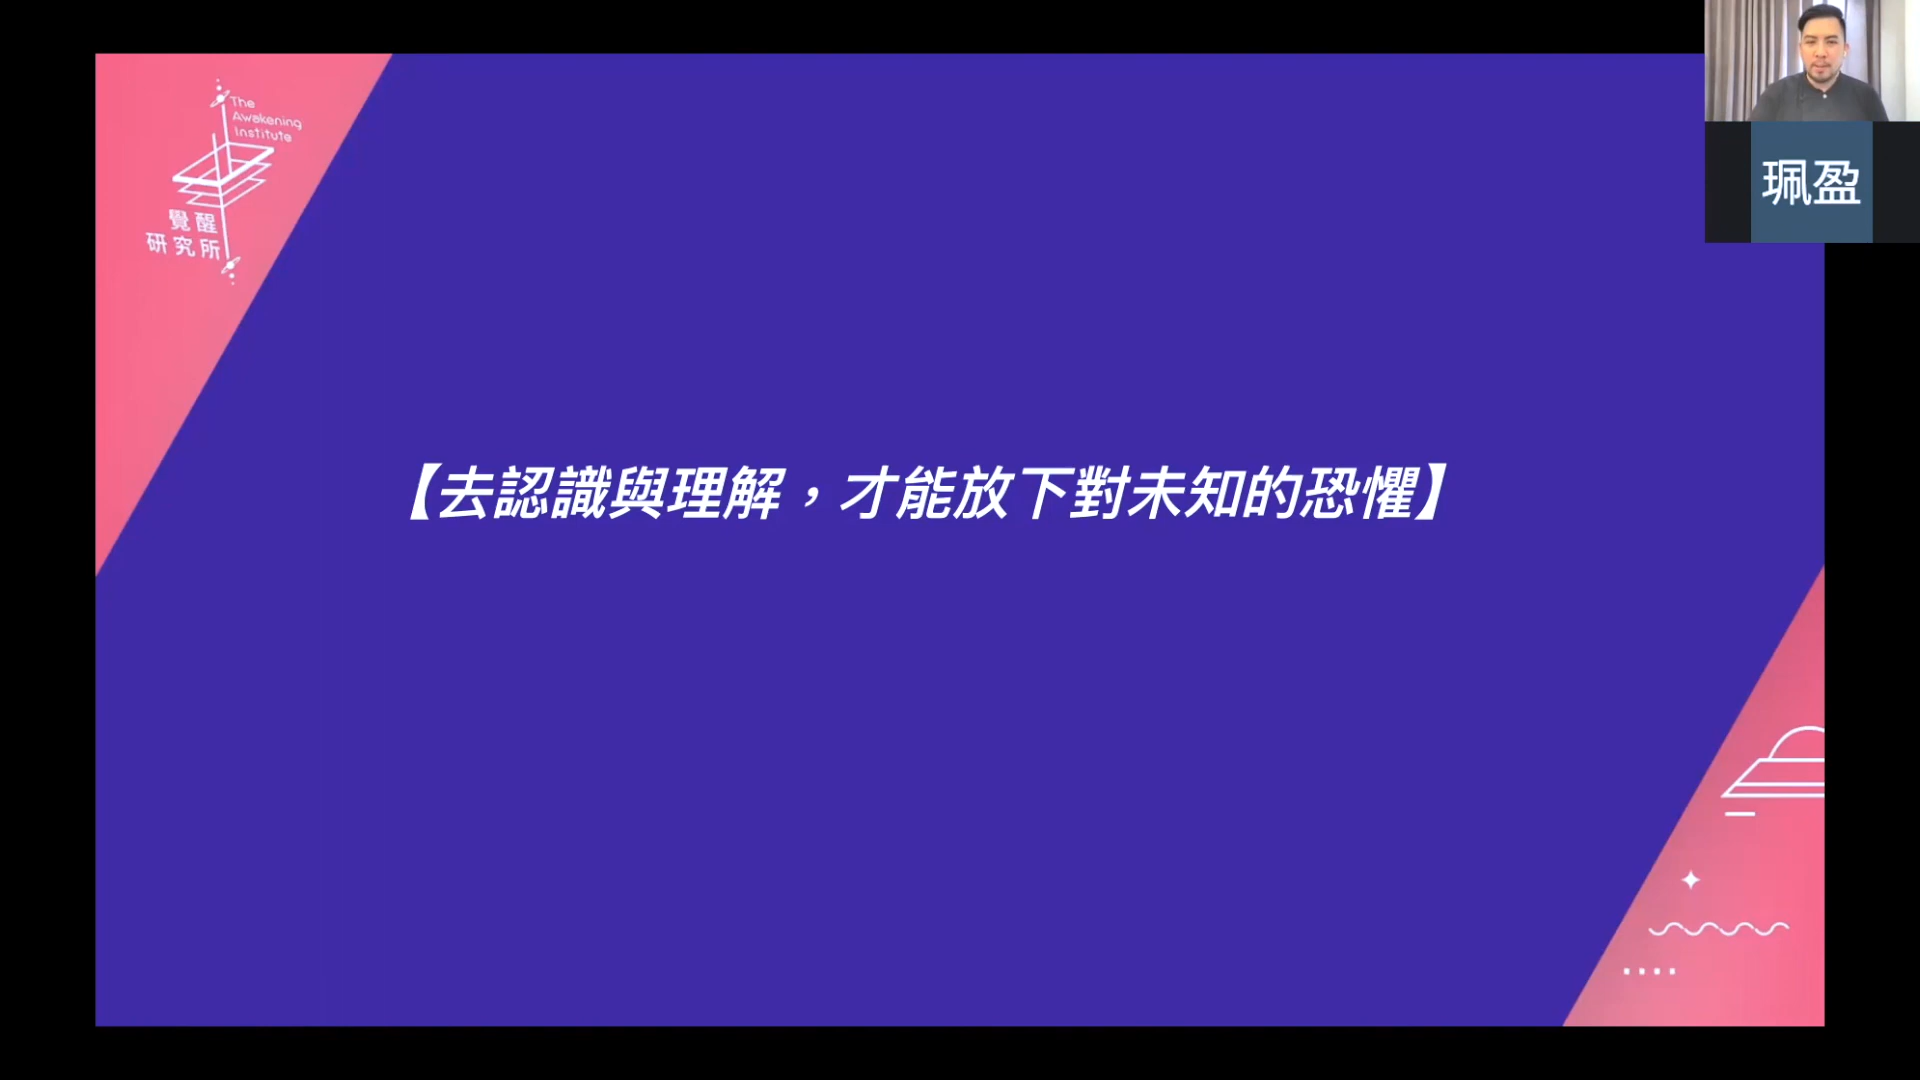 The
Awakening
Institute
覺醒
研究所
【去認識與理解，才能放下對未知的恐懼】
珮盈